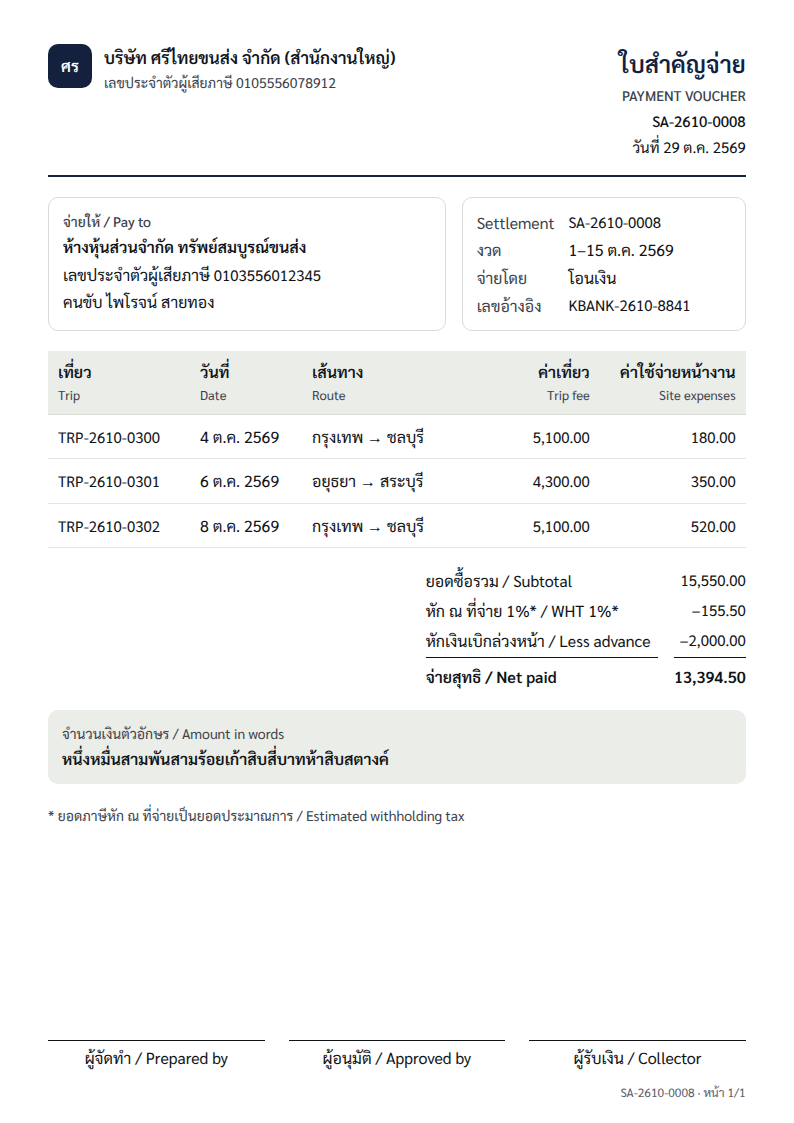 ศร
บริษัท ศรีไทยขนส่ง จำกัด (สำนักงานใหญ่)
เลขประจำตัวผู้เสียภาษี 0105556078912
ใบสำคัญจ่าย
PAYMENT VOUCHER
SA-2610-0008
วันที่ 29 ต.ค. 2569
จ่ายให้ / Pay to
ห้างหุ้นส่วนจำกัด ทรัพย์สมบูรณ์ขนส่ง
เลขประจำตัวผู้เสียภาษี 0103556012345
คนขับ ไพโรจน์ สายทอง
Settlement SA-2610-0008
งวด 1–15 ต.ค. 2569
จ่ายโดย โอนเงิน
เลขอ้างอิง KBANK-2610-8841
เที่ยว วันที่ เส้นทาง ค่าเที่ยว ค่าใช้จ่ายหน้างาน
Trip Date Route Trip fee Site expenses
TRP-2610-0300 4 ต.ค. 2569 กรุงเทพ → ชลบุรี 5,100.00 180.00
TRP-2610-0301 6 ต.ค. 2569 อยุธยา → สระบุรี 4,300.00 350.00
TRP-2610-0302 8 ต.ค. 2569 กรุงเทพ → ชลบุรี 5,100.00 520.00
ยอดซื้อรวม / Subtotal 15,550.00
หัก ณ ที่จ่าย 1%* / WHT 1%* −155.50
หักเงินเบิกล่วงหน้า / Less advance −2,000.00
จ่ายสุทธิ / Net paid 13,394.50
จำนวนเงินตัวอักษร / Amount in words
หนึ่งหมื่นสามพันสามร้อยเก้าสิบสี่บาทห้าสิบสตางค์
* ยอดภาษีหัก ณ ที่จ่ายเป็นยอดประมาณการ / Estimated withholding tax
ผู้จัดทำ / Prepared by ผู้อนุมัติ / Approved by ผู้รับเงิน / Collector
SA-2610-0008 · หน้า 1/1